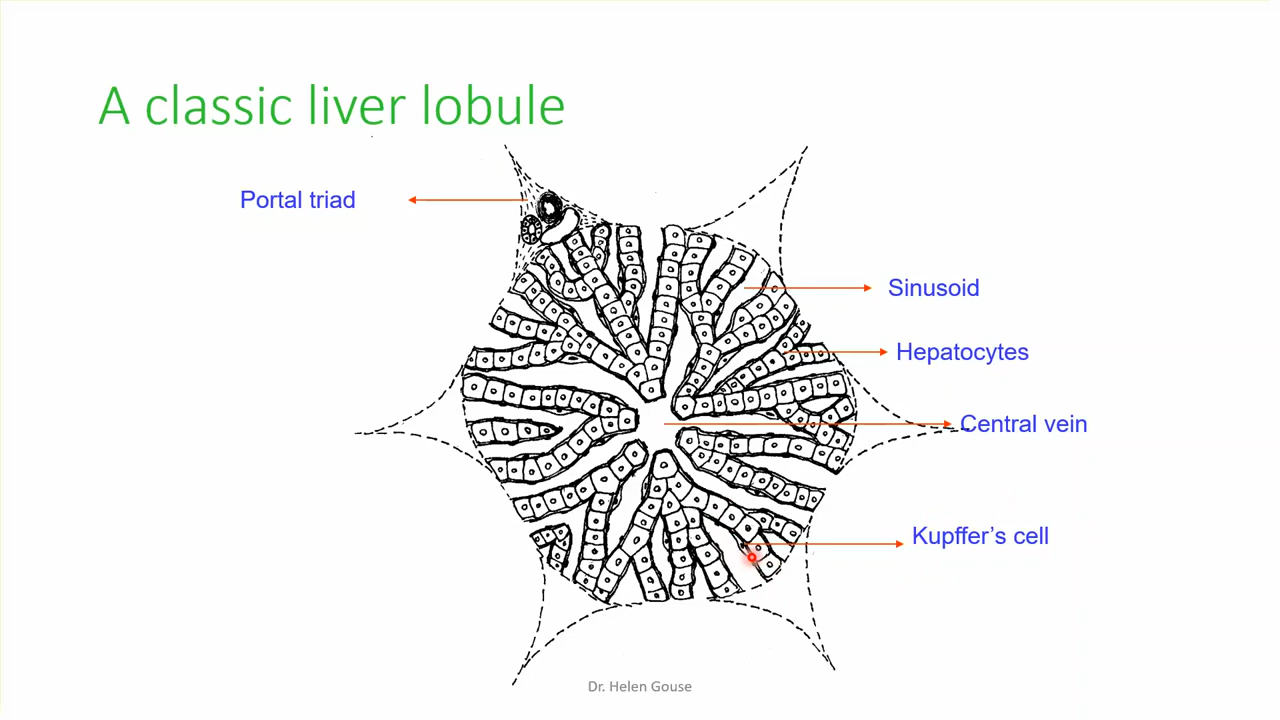 A classic liver lobule
Portal triad
Sinusoid
Hepatocytes
Central vein
Kupffer’s cell
Dr. Helen Gouse